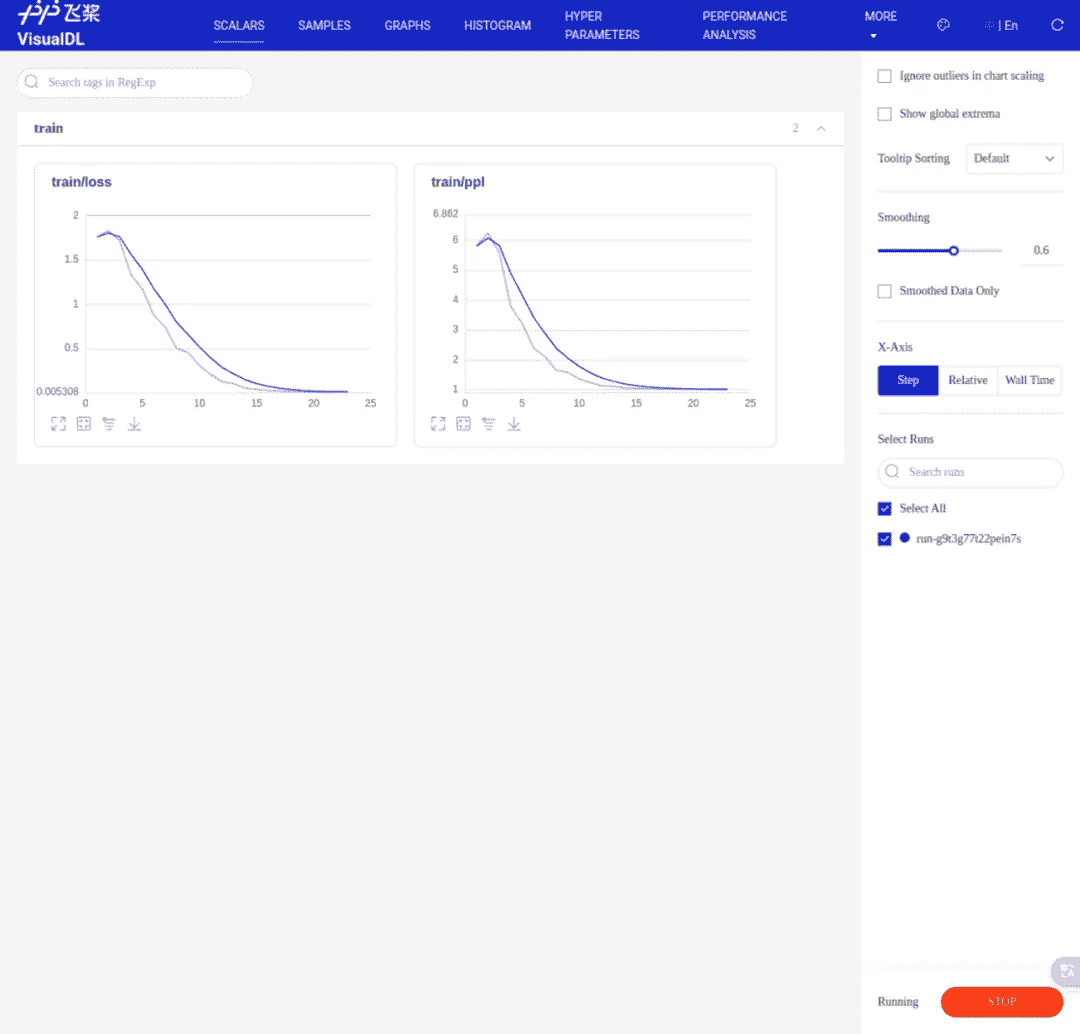 飞桨
VisualDL
SCALARS
SAMPLES
GRAPHS
HISTOGRAM
HYPER
PARAMETERS
PERFORMANCE
ANALYSIS
MORE
| En
Search tags in RegExp
train
2
train/loss
2
1.5
1
0.5
0.005308
0 5 10 15 20 25
train/ppl
6.862
6
5
4
3
2
1
0 5 10 15 20 25
Ignore outliers in chart scaling
Show global extrema
Tooltip Sorting
Default
Smoothing
0.6
Smoothed Data Only
X-Axis
Step
Relative
Wall Time
Select Runs
Search runs
Select All
run-g9t3g77t22pein7s
Running
STOP